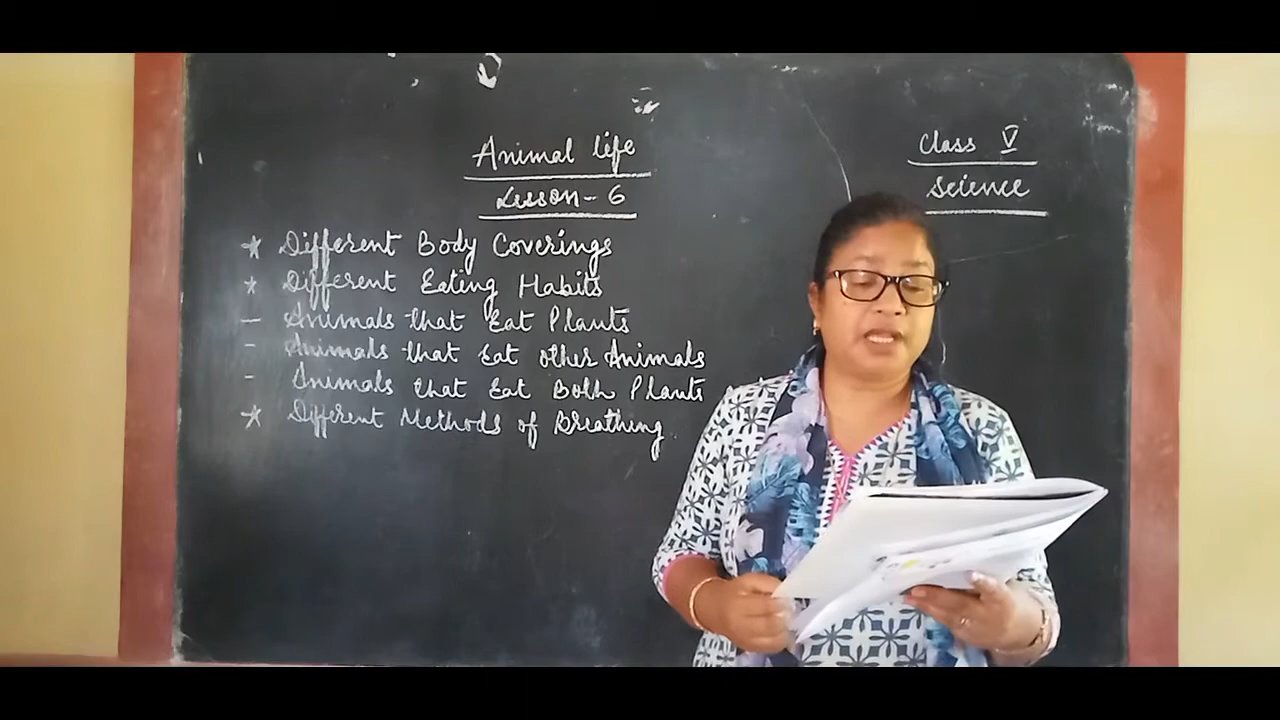 Animal life
Lesson - 6
Class V
Science
* Different Body Coverings
* Different Eating Habits
— Animals that Eat Plants
- Animals that Eat other Animals
- Animals that Eat Both Plants
* Different Methods of Breathing.